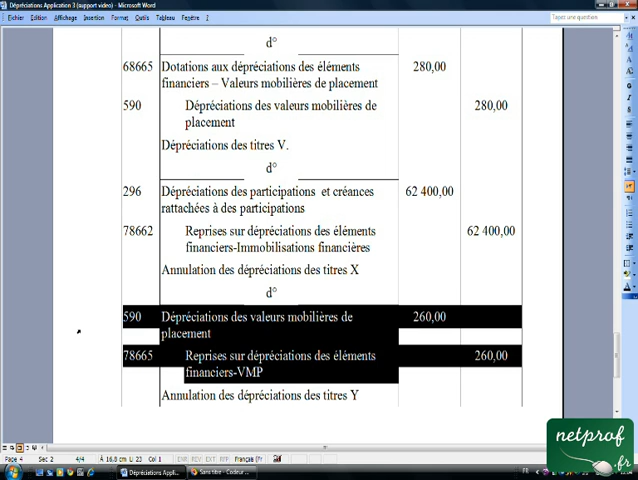 Dépréciations Application 3 (support video) - Microsoft Word
Fichier Edition Affichage Insertion Format Outils Tableau Fenêtre ? Tapez une question
d°
68665 Dotations aux dépréciations des éléments 280,00
financiers – Valeurs mobilières de placement
590 Dépréciations des valeurs mobilières de 280,00
placement
Dépréciations des titres V.
d°
296 Dépréciations des participations et créances 62 400,00
rattachées à des participations
78662 Reprises sur dépréciations des éléments 62 400,00
financiers-Immobilisations financières
Annulation des dépréciations des titres X
d°
590 Dépréciations des valeurs mobilières de 260,00
placement
78665 Reprises sur dépréciations des éléments 260,00
financiers-VMP
Annulation des dépréciations des titres Y
netprof
.fr
Page 4 Sec 2 4/4 À 16,8 cm Li 23 Col 1 ENR REV EXT RFP Français (Fr
Dépréciations Appli... Sans titre - Codeur ... FR